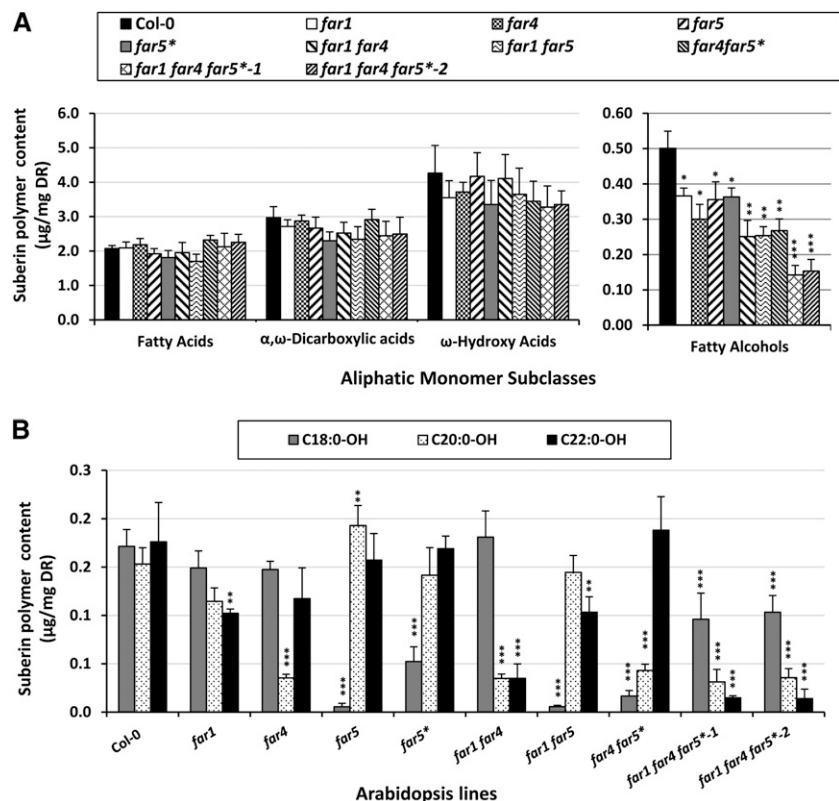 A
Col-0 far1 far4 far5
far5* far1 far4 far1 far5 far4far5*
far1 far4 far5*-1 far1 far4 far5*-2
Suberin polymer content
(µg/mg DR)
6.0
5.0
4.0
3.0
2.0
1.0
0.0
Fatty Acids α,ω-Dicarboxylic acids ω-Hydroxy Acids
0.60
0.50
0.40
0.30
0.20
0.10
0.00
* * * * ** ** ** *** ***
Fatty Alcohols
Aliphatic Monomer Subclasses
B
C18:0-OH C20:0-OH C22:0-OH
Suberin polymer content
(µg/mg DR)
0.3
0.2
0.2
0.1
0.1
0.0
** *** *** ** *** *** *** *** ** *** *** *** *** *** *** *** ***
Col-0 far1 far4 far5 far5* far1 far4 far1 far5 far4 far5* far1 far4 far5*-1 far1 far4 far5*-2
Arabidopsis lines